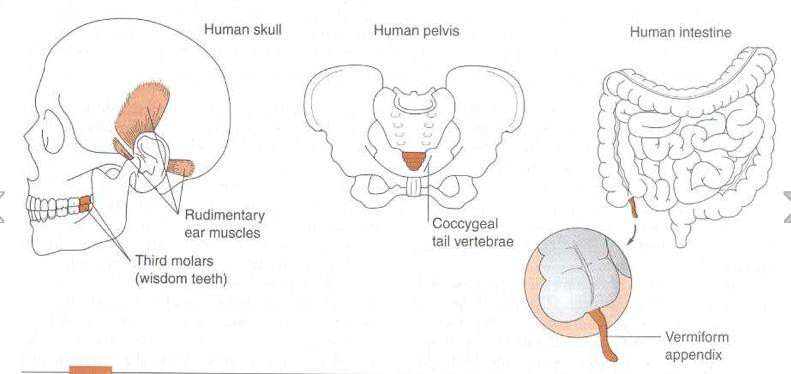 Human skull
Human pelvis
Human intestine
Rudimentary
ear muscles
Third molars
(wisdom teeth)
Coccygeal
tail vertebrae
Vermiform
appendix